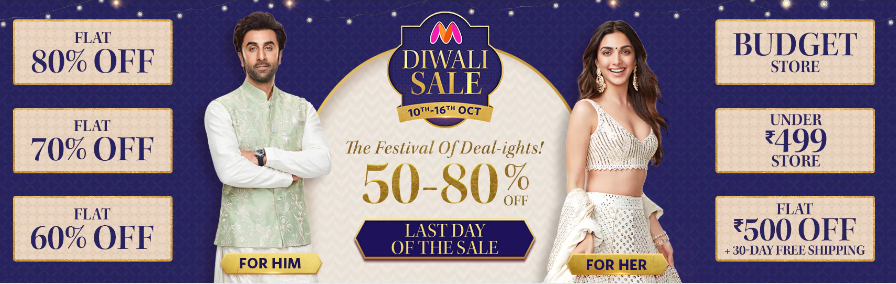 FLAT
80% OFF
FLAT
70% OFF
FLAT
60% OFF
FOR HIM
DIWALI
SALE
10TH-16TH OCT
The Festival Of Deal-ights!
50-80% OFF
LAST DAY
OF THE SALE
FOR HER
BUDGET
STORE
UNDER
₹499
STORE
FLAT
₹500 OFF
+ 30-DAY FREE SHIPPING